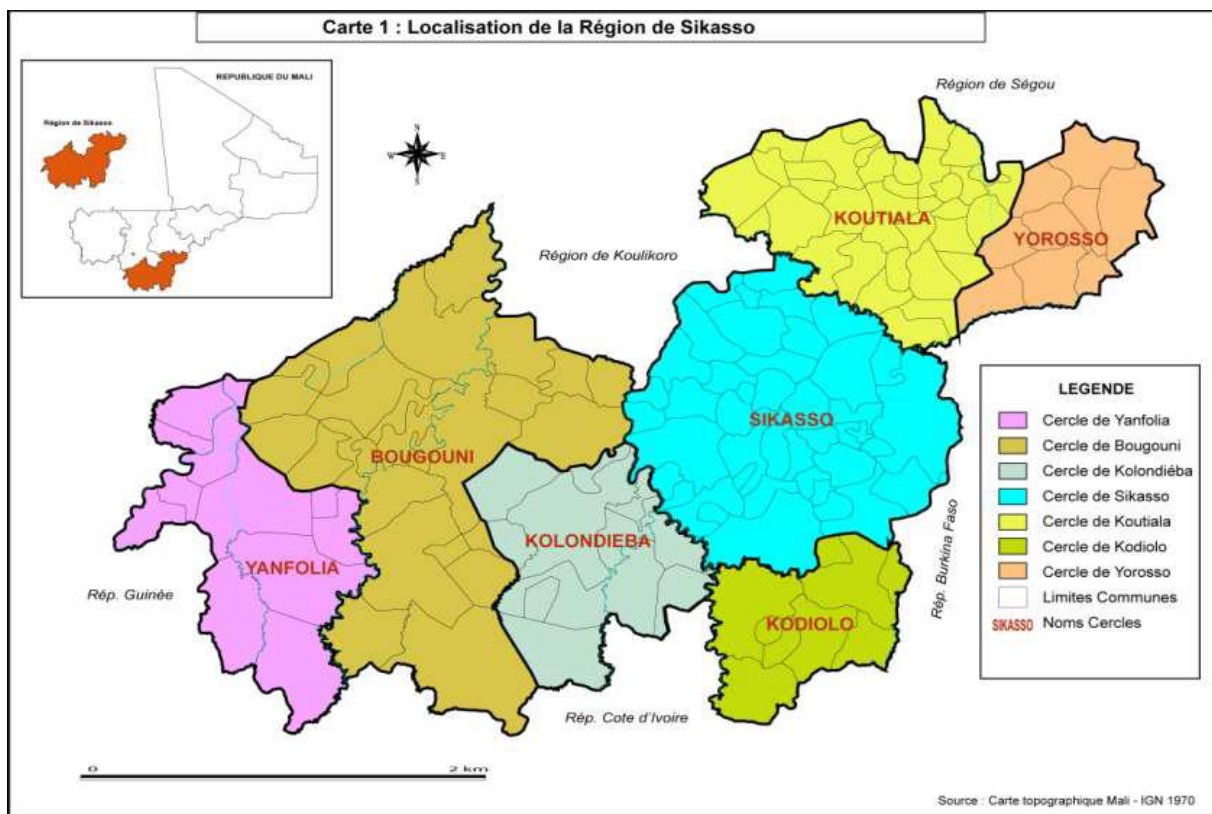 Carte 1 : Localisation de la Région de Sikasso
REPUBLIQUE DU MALI
Région de Sikasso
N
W E
S
Région de Ségou
KOUTIALA
YOROSSO
Région de Koulikoro
SIKASSO
BOUGOUNI
KOLONDIEBA
YANFOLIA
Rép. Guinée
KODIOLO
Rép. Burkina Faso
Rép. Cote d'Ivoire
LEGENDE
Cercle de Yanfolia
Cercle de Bougouni
Cercle de Kolondiéba
Cercle de Sikasso
Cercle de Koutiala
Cercle de Kodiolo
Cercle de Yorosso
Limites Communes
SIKASSO Noms Cercles
0 2 km
Source : Carte topographique Mali - IGN 1970